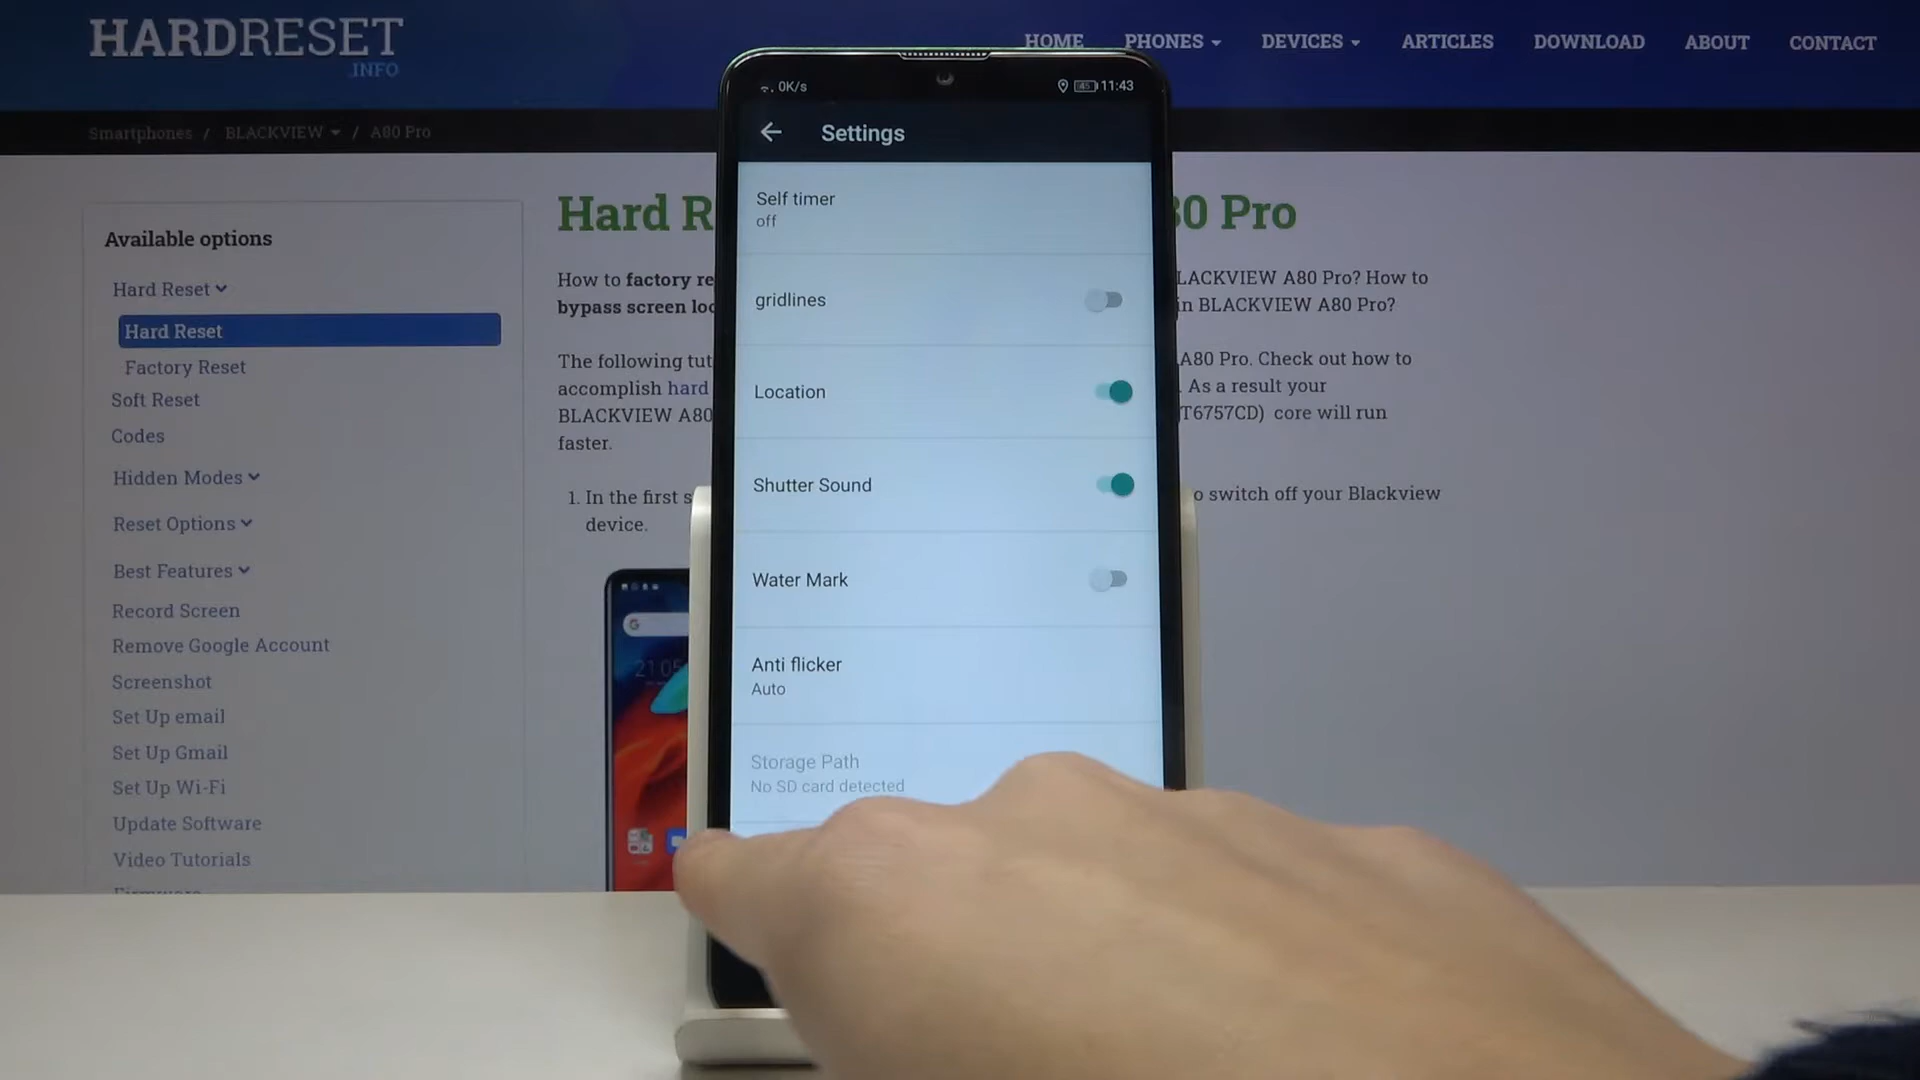 HARDRESET
.INFO
HOME PHONES DEVICES ARTICLES DOWNLOAD ABOUT CONTACT
Smartphones / BLACKVIEW / A80 Pro
Available options
Hard Reset
Hard Reset
Factory Reset
Soft Reset
Codes
Hidden Modes
Reset Options
Best Features
Record Screen
Remove Google Account
Screenshot
Set Up email
Set Up Gmail
Set Up Wi-Fi
Update Software
Video Tutorials
Hard R
80 Pro
How to factory re
LACKVIEW A80 Pro? How to
bypass screen loc
in BLACKVIEW A80 Pro?
The following tut
A80 Pro. Check out how to
accomplish hard
. As a result your
BLACKVIEW A80
T6757CD) core will run
faster.
1. In the first s
o switch off your Blackview
device.
21:05
G
0K/s 45 11:43
Settings
Self timer
off
gridlines
Location
Shutter Sound
Water Mark
Anti flicker
Auto
Storage Path
No SD card detected